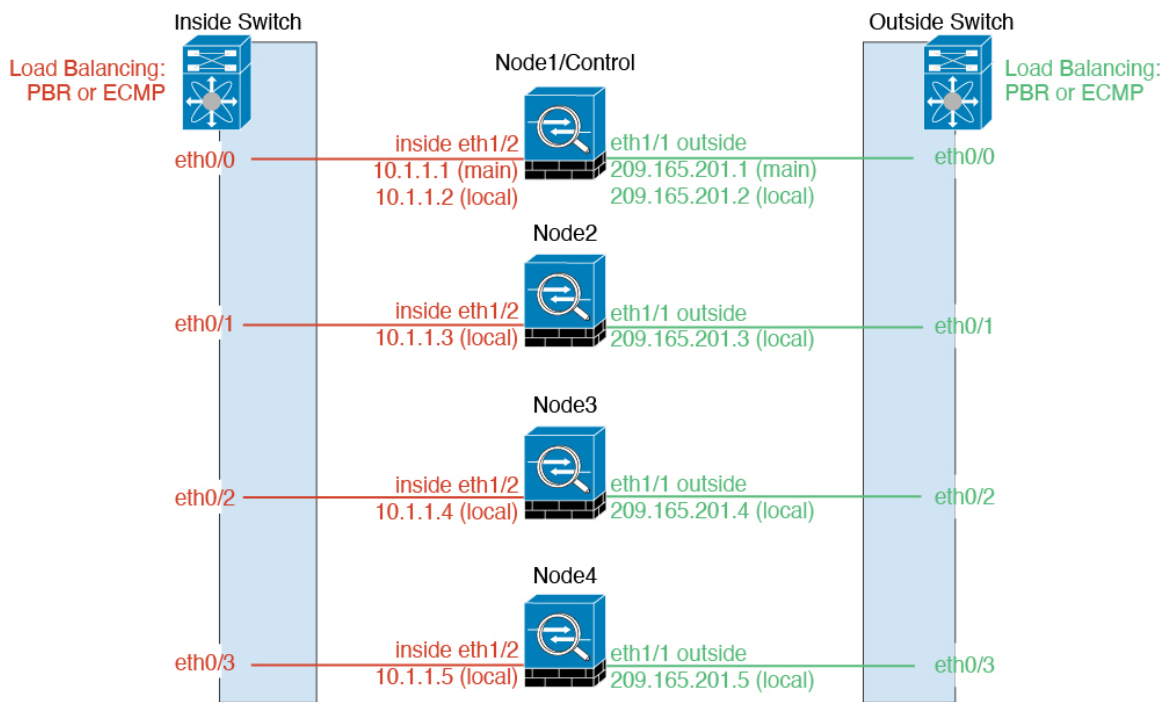 Inside Switch
Outside Switch
Load Balancing:
PBR or ECMP
Node1/Control
Load Balancing:
PBR or ECMP
eth0/0
inside eth1/2
10.1.1.1 (main)
10.1.1.2 (local)
eth1/1 outside
209.165.201.1 (main)
209.165.201.2 (local)
eth0/0
Node2
eth0/1
inside eth1/2
10.1.1.3 (local)
eth1/1 outside
209.165.201.3 (local)
eth0/1
Node3
eth0/2
inside eth1/2
10.1.1.4 (local)
eth1/1 outside
209.165.201.4 (local)
eth0/2
Node4
eth0/3
inside eth1/2
10.1.1.5 (local)
eth1/1 outside
209.165.201.5 (local)
eth0/3